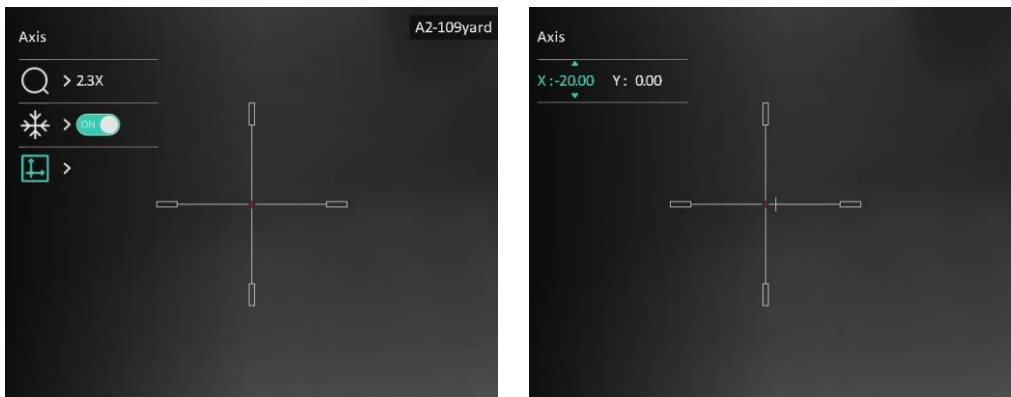 A2-109yard
Axis
> 2.3X
> ON
>
Axis
X :-20.00 Y : 0.00